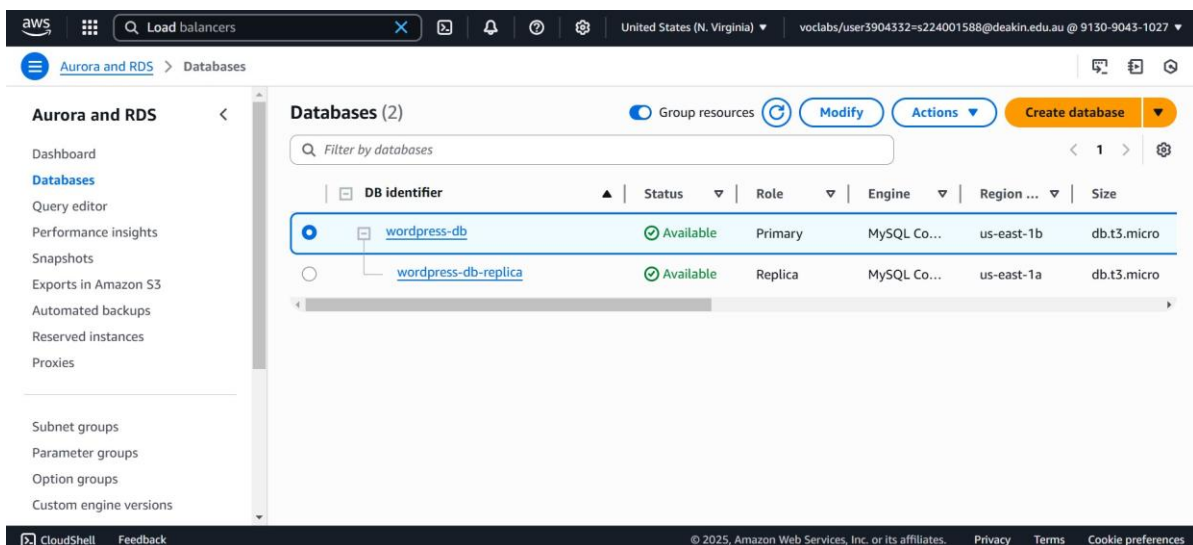 aws
Load balancers
United States (N. Virginia)
voclabs/user3904332=s224001588@deakin.edu.au @ 9130-9043-1027
Aurora and RDS > Databases
Aurora and RDS
Dashboard
Databases
Query editor
Performance insights
Snapshots
Exports in Amazon S3
Automated backups
Reserved instances
Proxies
Subnet groups
Parameter groups
Option groups
Custom engine versions
Databases (2)
Group resources
Modify
Actions
Create database
Filter by databases
1
DB identifier Status Role Engine Region ... Size
wordpress-db Available Primary MySQL Co... us-east-1b db.t3.micro
wordpress-db-replica Available Replica MySQL Co... us-east-1a db.t3.micro
CloudShell Feedback © 2025, Amazon Web Services, Inc. or its affiliates. Privacy Terms Cookie preferences